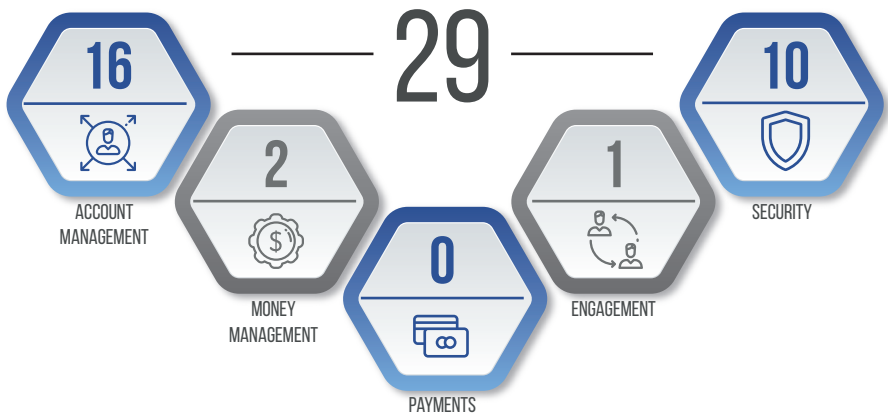 29
16
ACCOUNT
MANAGEMENT
2
$
MONEY
MANAGEMENT
0
PAYMENTS
1
ENGAGEMENT
10
SECURITY